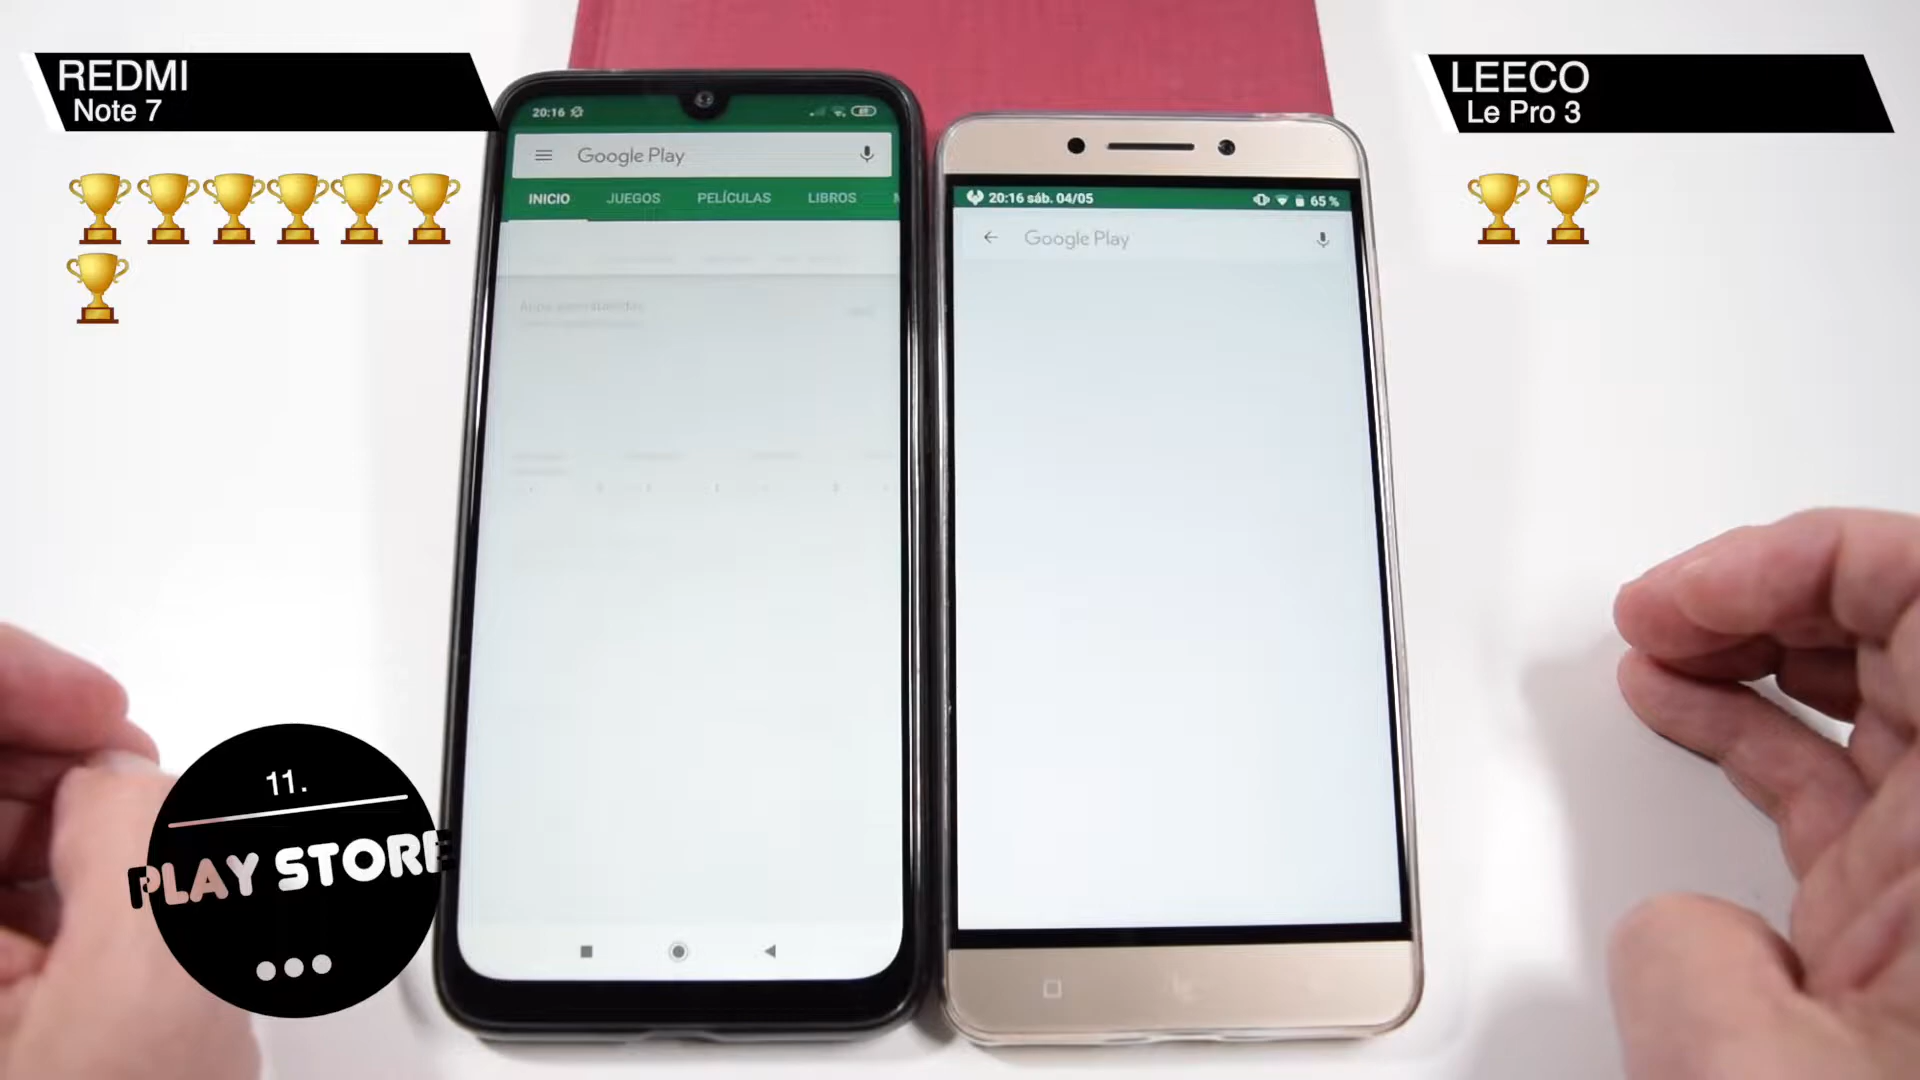 REDMI
Note 7
LEECO
Le Pro 3
20:16
Google Play
INICIO JUEGOS PELÍCULAS LIBROS
20:16 sáb. 04/05
65 %
Google Play
11.
PLAY STORE